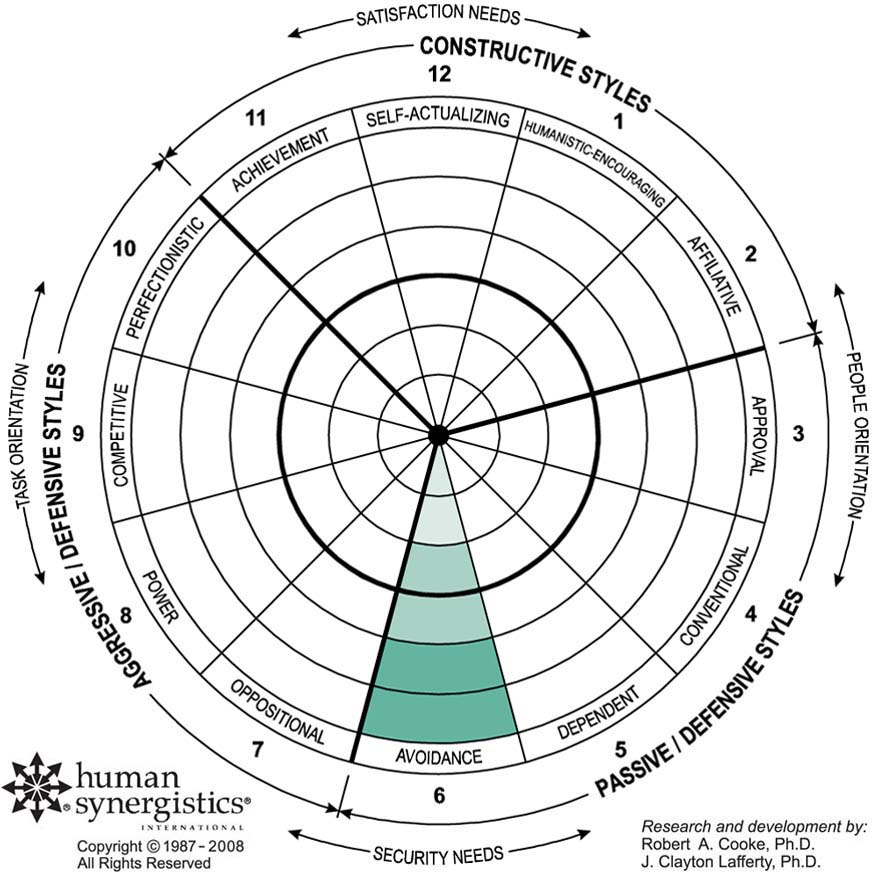 SATISFACTION NEEDS
CONSTRUCTIVE STYLES
12
11
1
SELF-ACTUALIZING
ACHIEVEMENT
HUMANISTIC-ENCOURAGING
10
PERFECTIONISTIC
AFFILIATIVE
2
TASK ORIENTATION
AGGRESSIVE / DEFENSIVE STYLES
9
COMPETITIVE
APPROVAL
3
PEOPLE ORIENTATION
8
POWER
CONVENTIONAL
4
OPPOSITIONAL
7
AVOIDANCE
6
DEPENDENT
5
PASSIVE / DEFENSIVE STYLES
SECURITY NEEDS
human
synergistics®
INTERNATIONAL
Copyright © 1987 - 2008
All Rights Reserved
Research and development by:
Robert A. Cooke, Ph.D.
J. Clayton Lafferty, Ph.D.